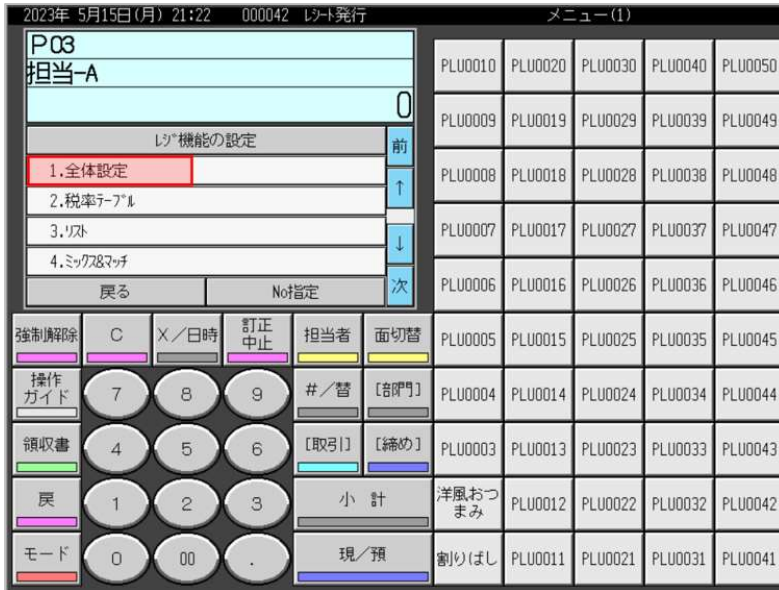 2023年 5月15日(月) 21:22 000042 ﾚｼｰﾄ発行 メニュー(1)
P03
担当-A
0
ﾚｼﾞ機能の設定
前
1.全体設定
↑
2.税率ﾃｰﾌﾞﾙ
3.ﾘｽﾄ
↓
4.ﾐｯｸｽ&ﾏｯﾁ
戻る No指定 次
強制解除 C X/日時 訂正中止 担当者 面切替
操作ガイド 7 8 9 #/替 [部門]
領収書 4 5 6 [取引] [締め]
戻 1 2 3 小計
モード 0 00 . 現/預
PLU0010 PLU0020 PLU0030 PLU0040 PLU0050
PLU0009 PLU0019 PLU0029 PLU0039 PLU0049
PLU0008 PLU0018 PLU0028 PLU0038 PLU0048
PLU0007 PLU0017 PLU0027 PLU0037 PLU0047
PLU0006 PLU0016 PLU0026 PLU0036 PLU0046
PLU0005 PLU0015 PLU0025 PLU0035 PLU0045
PLU0004 PLU0014 PLU0024 PLU0034 PLU0044
PLU0003 PLU0013 PLU0023 PLU0033 PLU0043
洋風おつまみ PLU0012 PLU0022 PLU0032 PLU0042
割りばし PLU0011 PLU0021 PLU0031 PLU0041